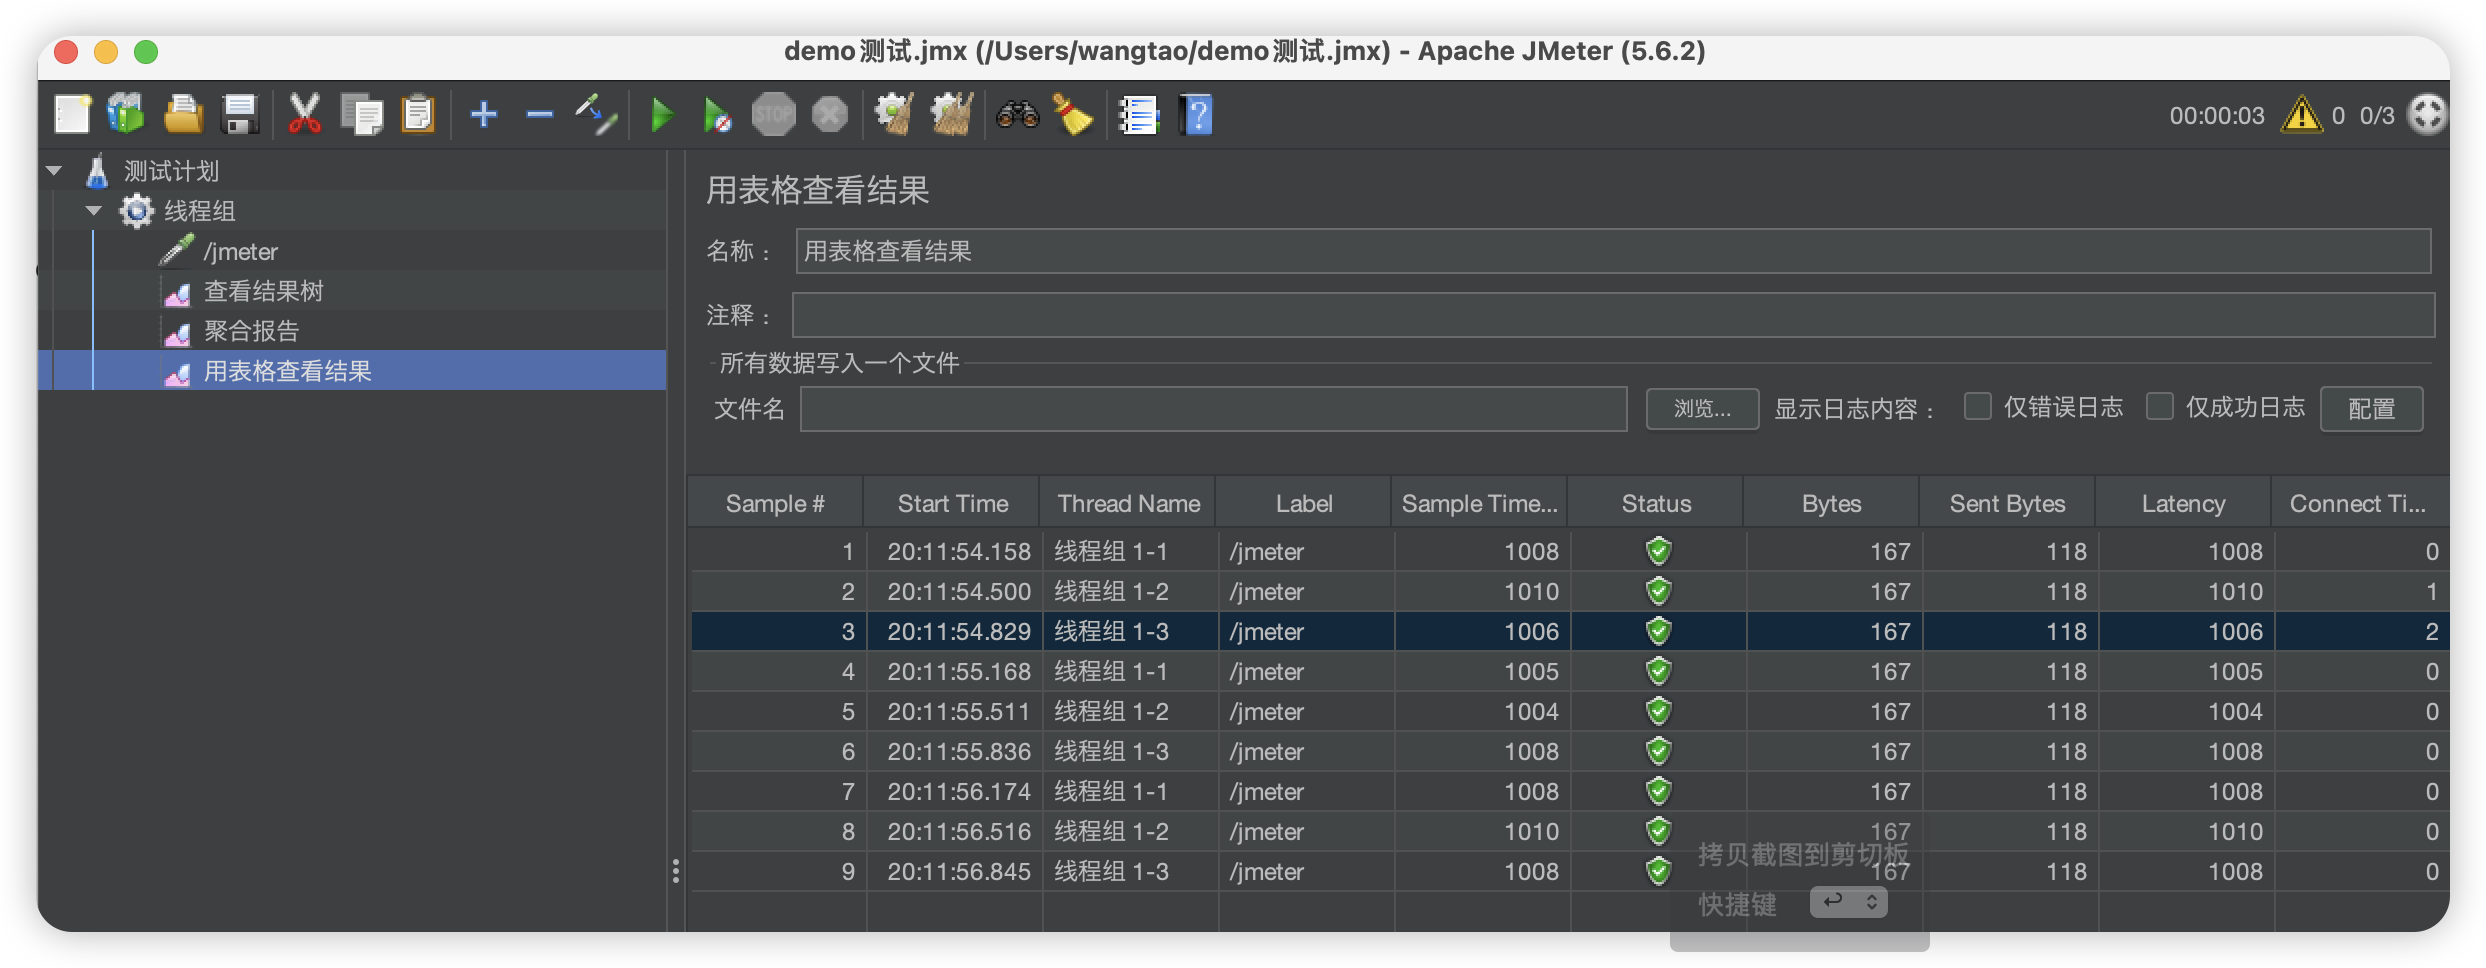 demo测试.jmx (/Users/wangtao/demo测试.jmx) - Apache JMeter (5.6.2)
STOP 00:00:03 0 0/3
测试计划
线程组
/jmeter
查看结果树
聚合报告
用表格查看结果
用表格查看结果
名称： 用表格查看结果
注释：
所有数据写入一个文件
文件名 浏览... 显示日志内容： 仅错误日志 仅成功日志 配置
Sample # Start Time Thread Name Label Sample Time... Status Bytes Sent Bytes Latency Connect Ti...
1 20:11:54.158 线程组 1-1 /jmeter 1008 167 118 1008 0
2 20:11:54.500 线程组 1-2 /jmeter 1010 167 118 1010 1
3 20:11:54.829 线程组 1-3 /jmeter 1006 167 118 1006 2
4 20:11:55.168 线程组 1-1 /jmeter 1005 167 118 1005 0
5 20:11:55.511 线程组 1-2 /jmeter 1004 167 118 1004 0
6 20:11:55.836 线程组 1-3 /jmeter 1008 167 118 1008 0
7 20:11:56.174 线程组 1-1 /jmeter 1008 167 118 1008 0
8 20:11:56.516 线程组 1-2 /jmeter 1010 167 118 1010 0
9 20:11:56.845 线程组 1-3 /jmeter 1008 167 118 1008 0
拷贝截图到剪切板
快捷键